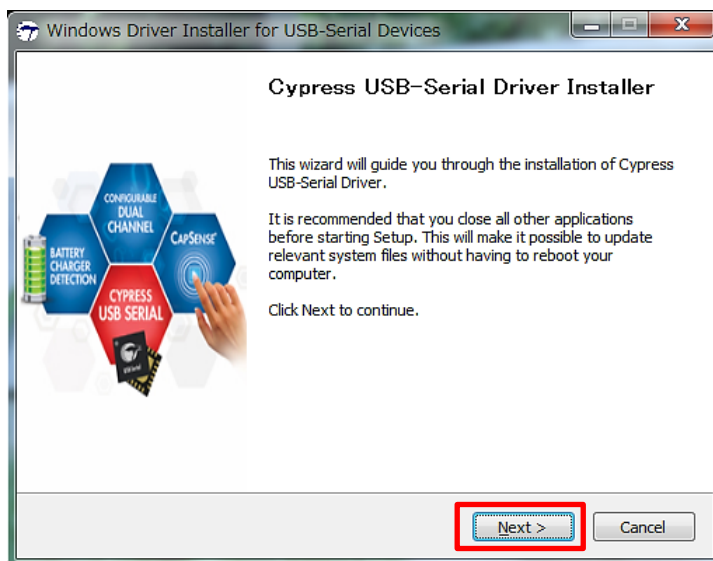 Windows Driver Installer for USB-Serial Devices
Cypress USB-Serial Driver Installer
This wizard will guide you through the installation of Cypress
USB-Serial Driver.
It is recommended that you close all other applications
before starting Setup. This will make it possible to update
relevant system files without having to reboot your
computer.
Click Next to continue.
CONFIGURABLE
DUAL
CHANNEL
CAPSENSE
BATTERY
CHARGER
DETECTION
CYPRESS
USB SERIAL
Next >
Cancel